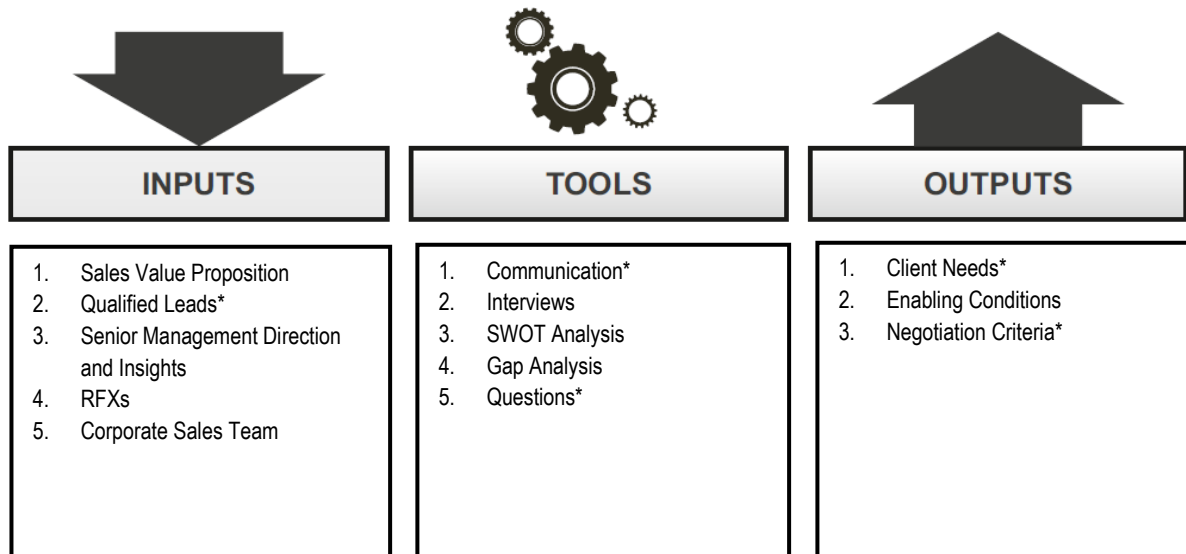 INPUTS
1. Sales Value Proposition
2. Qualified Leads*
3. Senior Management Direction
and Insights
4. RFXs
5. Corporate Sales Team
TOOLS
1. Communication*
2. Interviews
3. SWOT Analysis
4. Gap Analysis
5. Questions*
OUTPUTS
1. Client Needs*
2. Enabling Conditions
3. Negotiation Criteria*